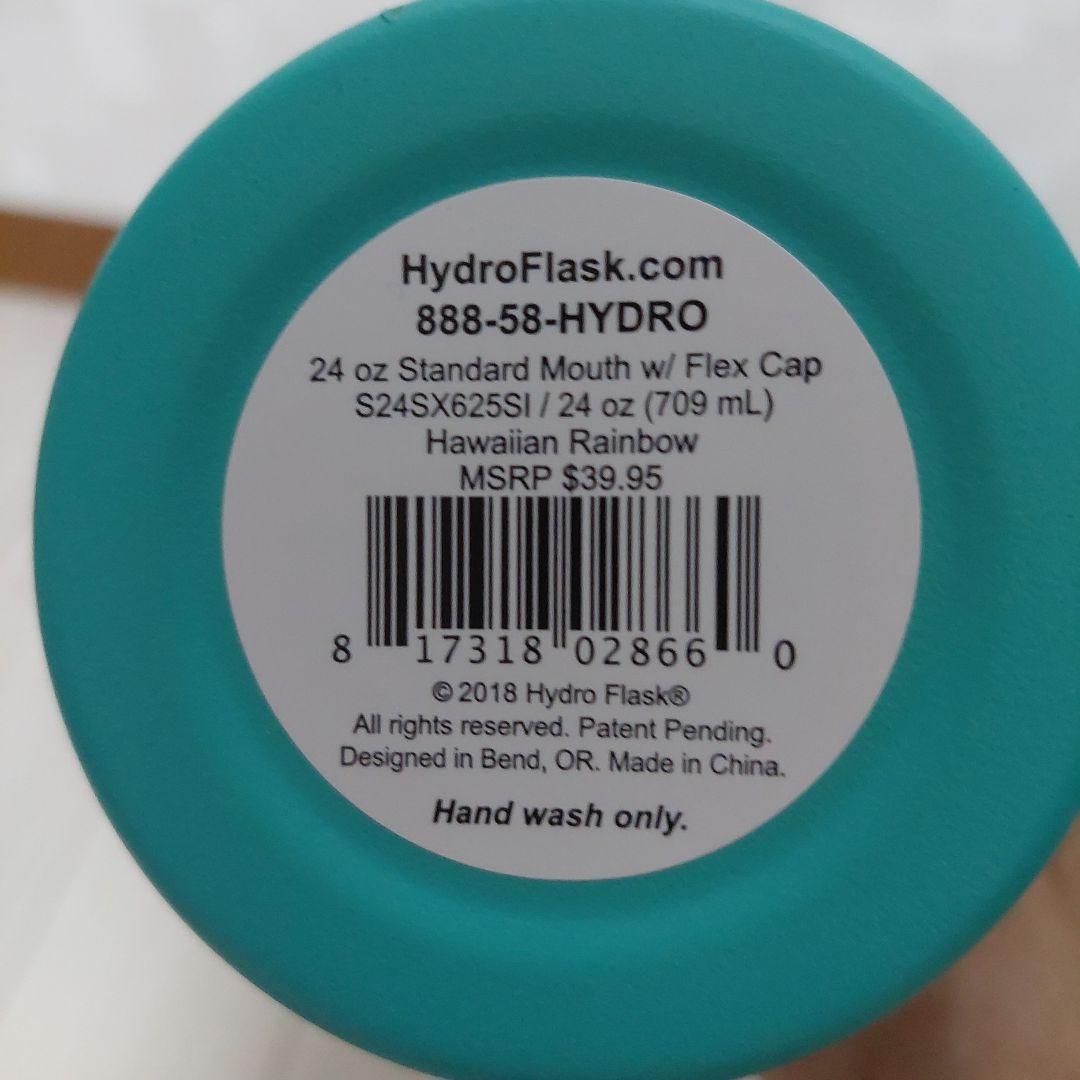 HydroFlask.com
888-58-HYDRO
24 oz Standard Mouth w/ Flex Cap
S24SX625SI / 24 oz (709 mL)
Hawaiian Rainbow
MSRP $39.95
8 17318 02866 0
© 2018 Hydro Flask®
All rights reserved. Patent Pending.
Designed in Bend, OR. Made in China.
Hand wash only.